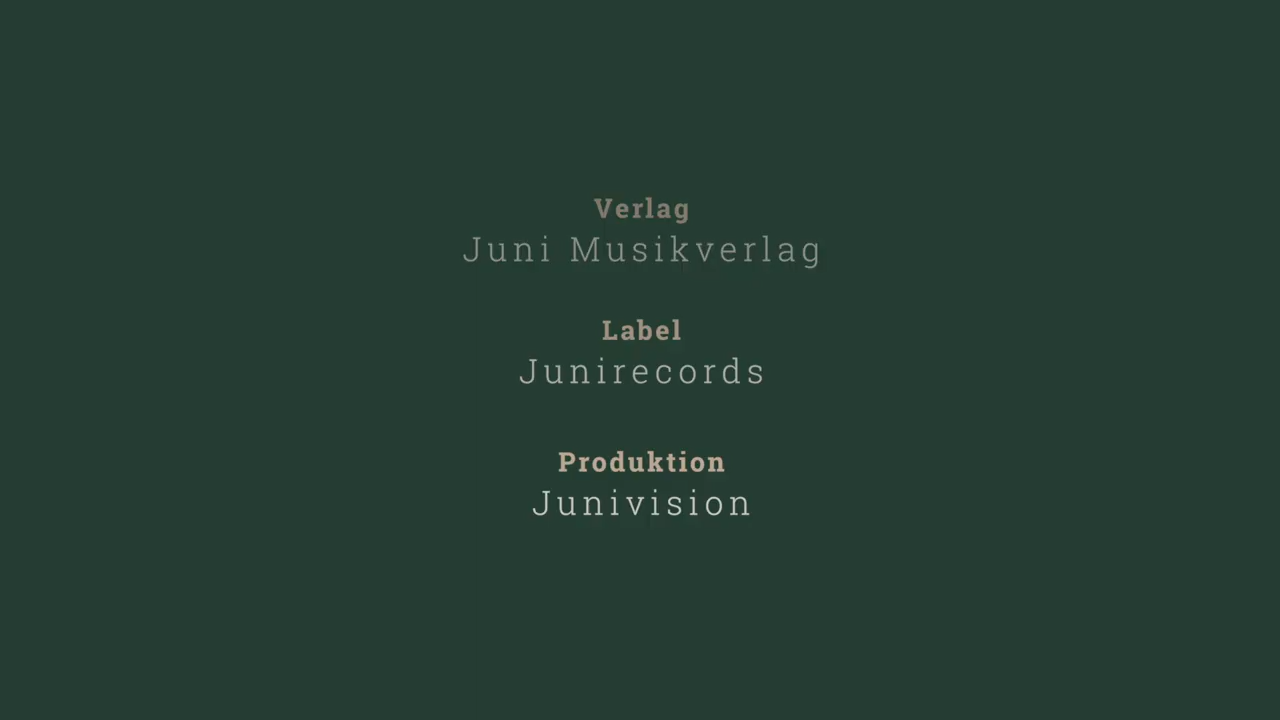 Verlag
Juni Musikverlag
Label
Junirecords
Produktion
Junivision